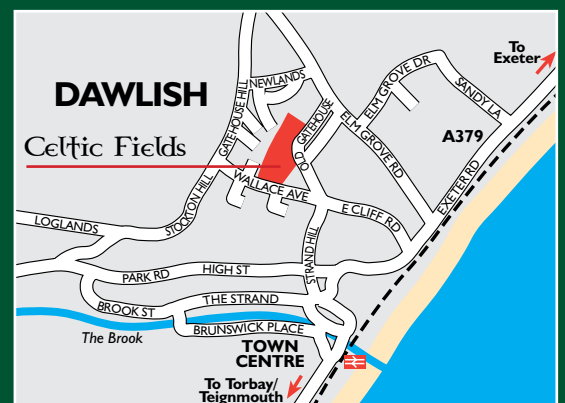 To
Exeter
DAWLISH
NEWLANDS
ELM GROVE DR
SANDY LA
GATEHOUSE HILL
OLD GATEHOUSE
ELM GROVE RD
A379
Celtic Fields
WALLACE AVE
EXETER RD
STOCKTON HILL
E CLIFF RD
LOGLANDS
STRAND HILL
PARK RD
HIGH ST
BROOK ST
THE STRAND
The Brook
BRUNSWICK PLACE
TOWN
CENTRE
To Torbay/
Teignmouth